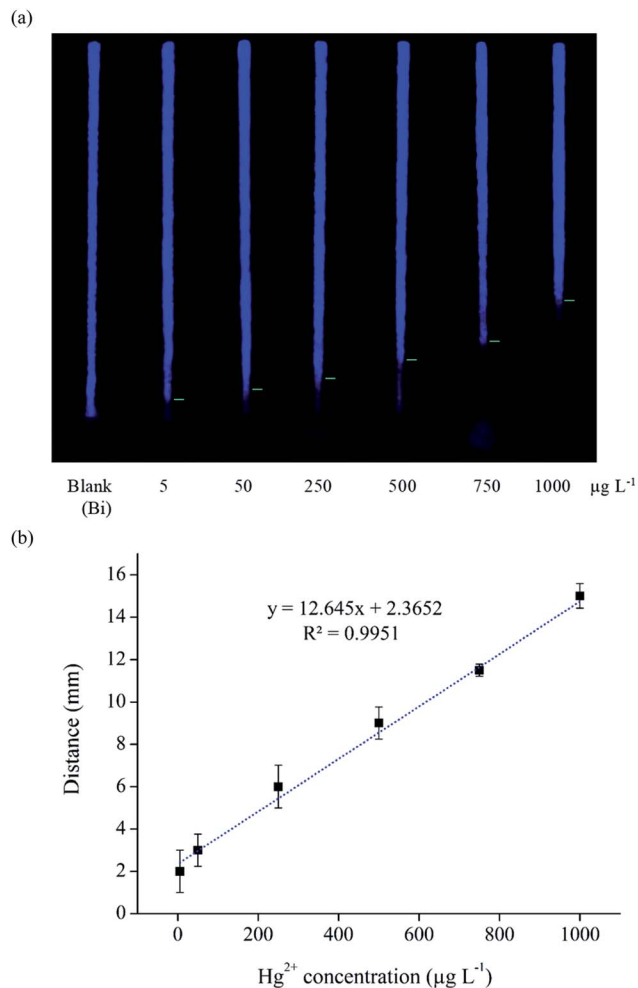 (a)
Blank 5 50 250 500 750 1000 µg L⁻¹
(Bi)
(b)
y = 12.645x + 2.3652
R² = 0.9951
16
14
12
10
8
6
4
2
0
Distance (mm)
0 200 400 600 800 1000
Hg²⁺ concentration (µg L⁻¹)